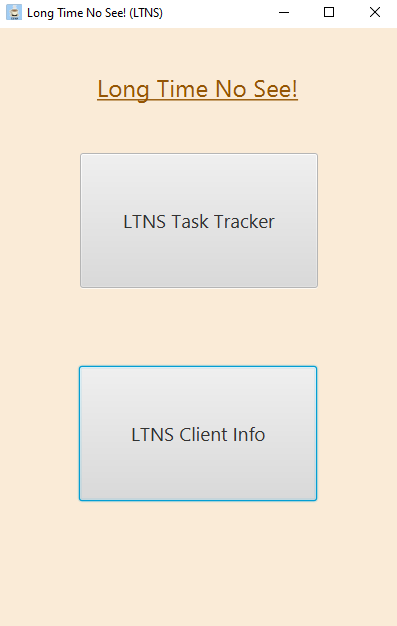 Long Time No See! (LTNS)
Long Time No See!
LTNS Task Tracker
LTNS Client Info